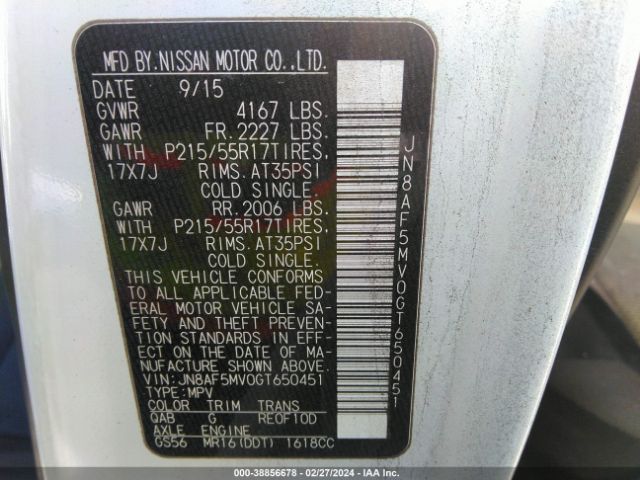 MFD BY.NISSAN MOTOR CO.,LTD.
DATE 9/15
GVWR 4167 LBS.
GAWR FR.2227 LBS.
WITH P215/55R17TIRES,
17X7J RIMS.AT35PSI
COLD SINGLE.
GAWR RR.2006 LBS.
WITH P215/55R17TIRES,
17X7J RIMS.AT35PSI
COLD SINGLE.
THIS VEHICLE CONFORMS
TO ALL APPLICABLE FED-
ERAL MOTOR VEHICLE SA-
FETY AND THEFT PREVEN-
TION STANDARDS IN EFF-
ECT ON THE DATE OF MA-
NUFACTURE SHOWN ABOVE.
VIN:JN8AF5MV0GT650451
TYPE:MPV
COLOR TRIM TRANS
QAB G RE0F10D
AXLE ENGINE
GS56 MR16(DDT) 1618CC
JN8AF5MV0GT650451
00-38856678 - 02/27/2024 - IAA Inc.